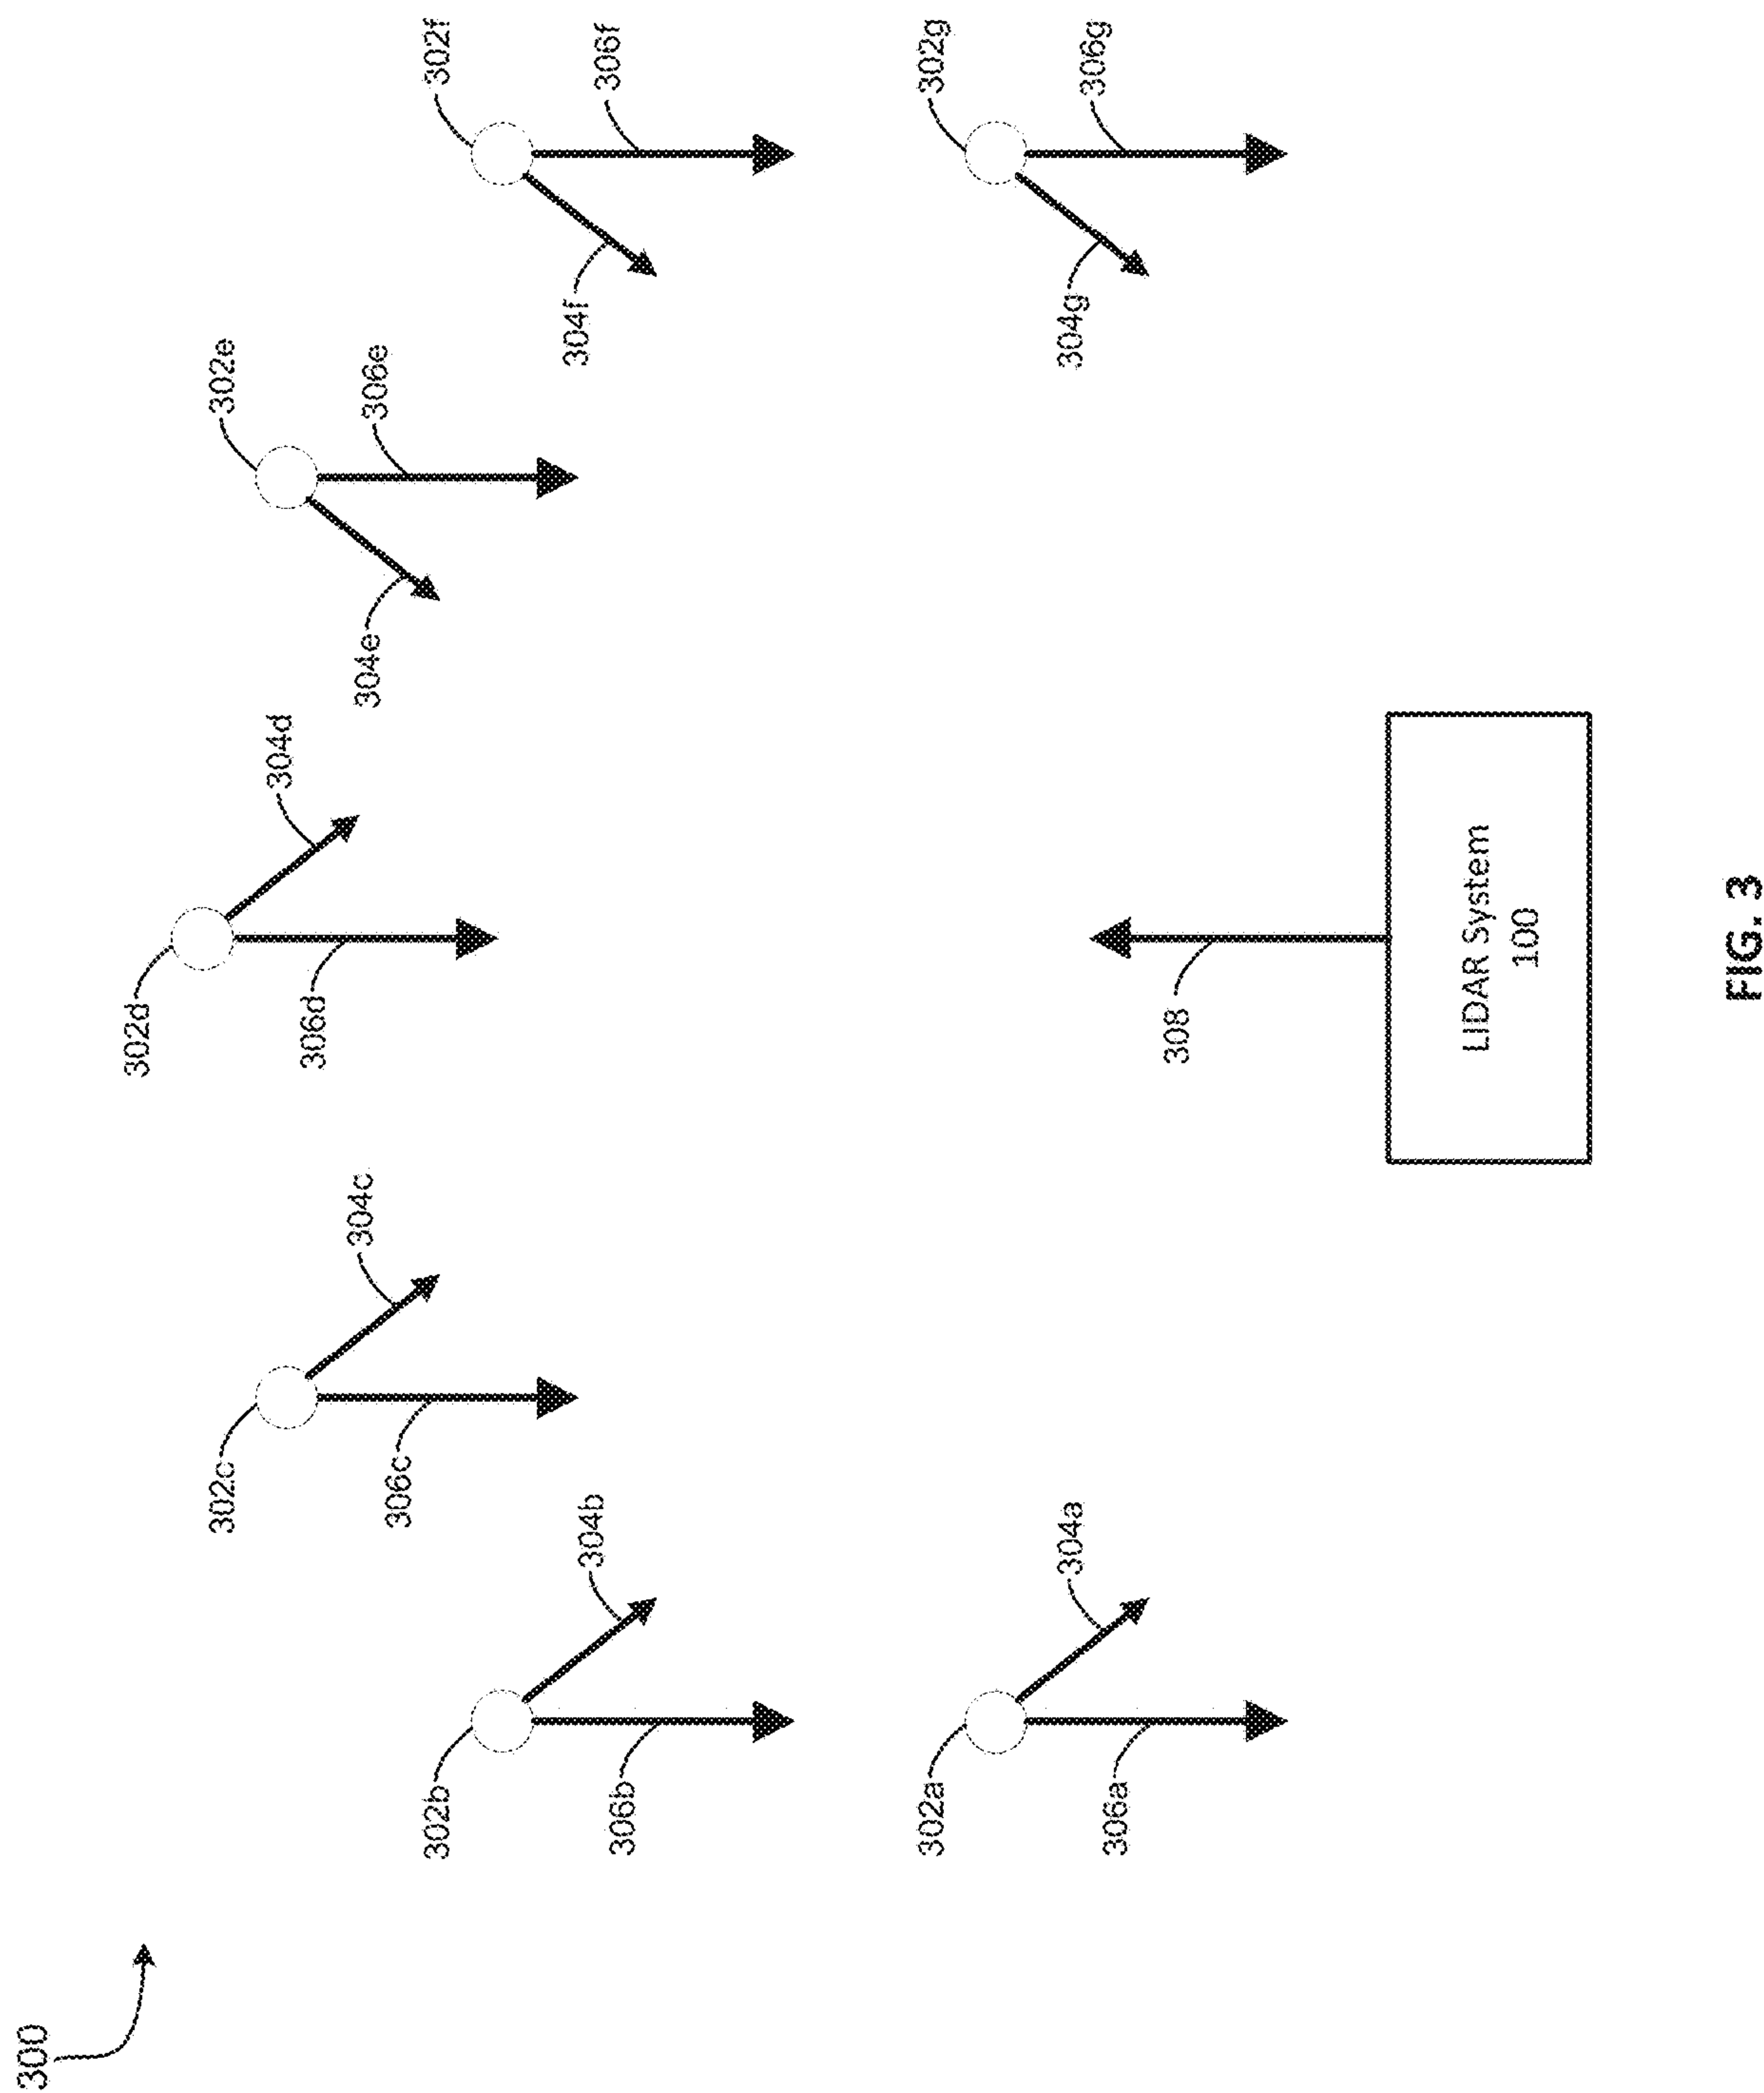 300
302d
304d
306d
302c
304c
306c
302e
304e
306e
302b
304b
306b
302f
304f
306f
302a
304a
306a
302g
304g
306g
308
LIDAR System
100
FIG. 3